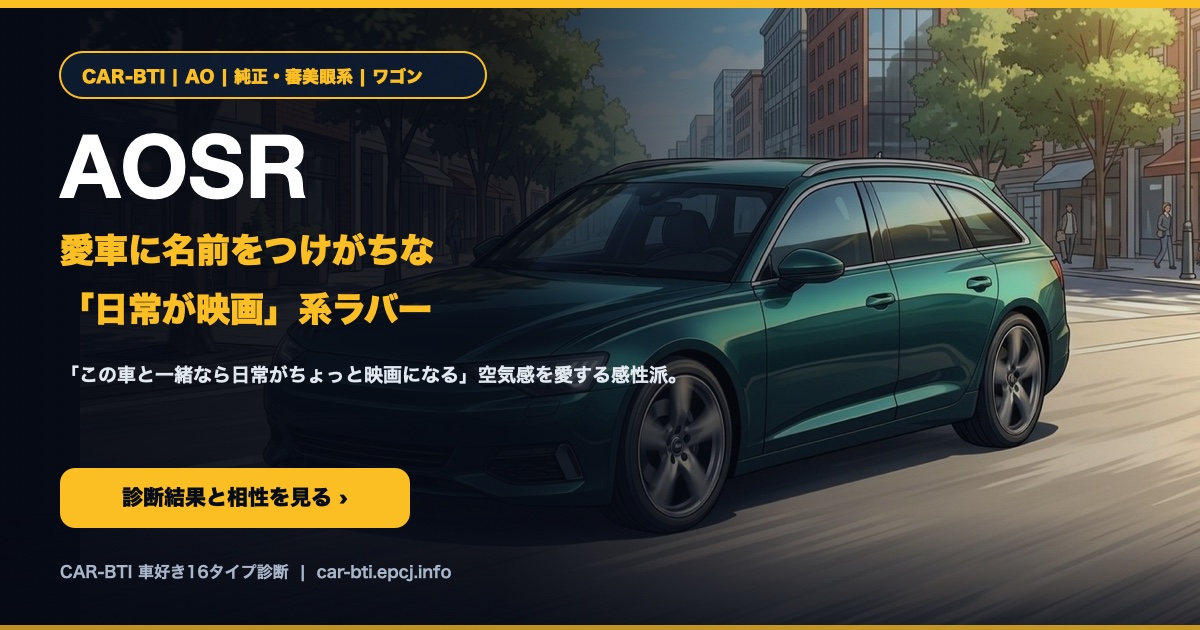 CAR-BTI | AO | 純正・審美眼系 | ワゴン
AOSR
愛車に名前をつけがちな
「日常が映画」系ラバー
「この車と一緒なら日常がちょっと映画になる」空気感を愛する感性派。
診断結果と相性を見る ›
CAR-BTI 車好き16タイプ診断 | car-bti.epcj.info